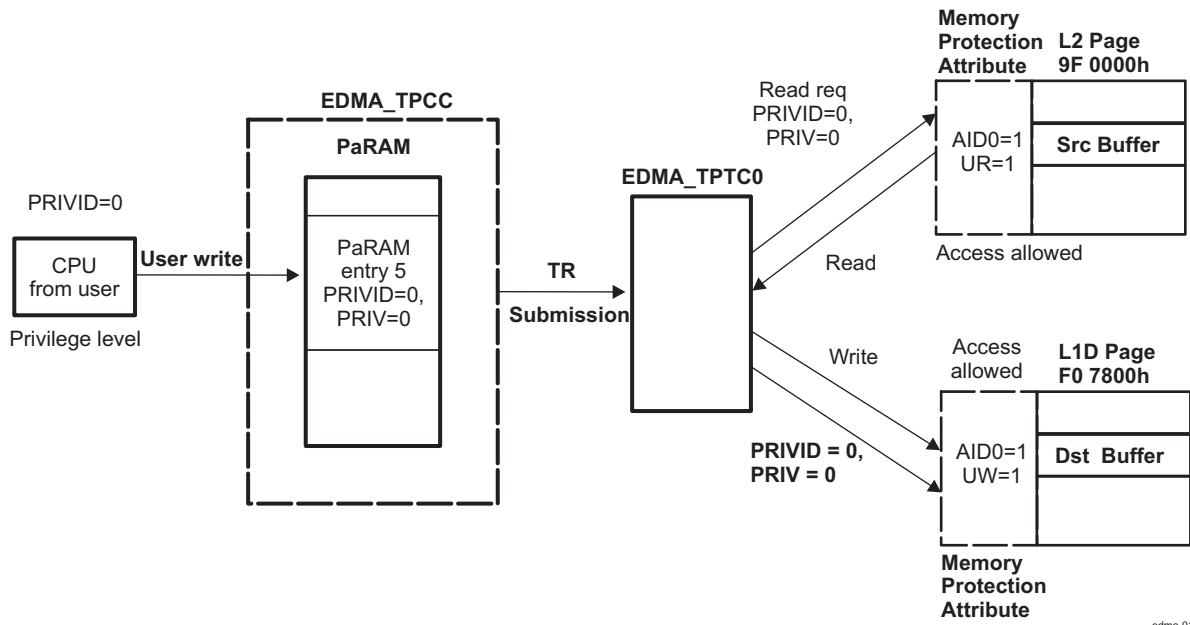 PRIVID=0
CPU
from user
Privilege level
User write
EDMA_TPCC
PaRAM
PaRAM
entry 5
PRIVID=0,
PRIV=0
TR
Submission
EDMA_TPTC0
Read req
PRIVID=0,
PRIV=0
Read
Memory
Protection
Attribute
L2 Page
9F 0000h
AID0=1
UR=1
Src Buffer
Access allowed
Write
PRIVID = 0,
PRIV = 0
Access
allowed
L1D Page
F0 7800h
AID0=1
UW=1
Dst Buffer
Memory
Protection
Attribute